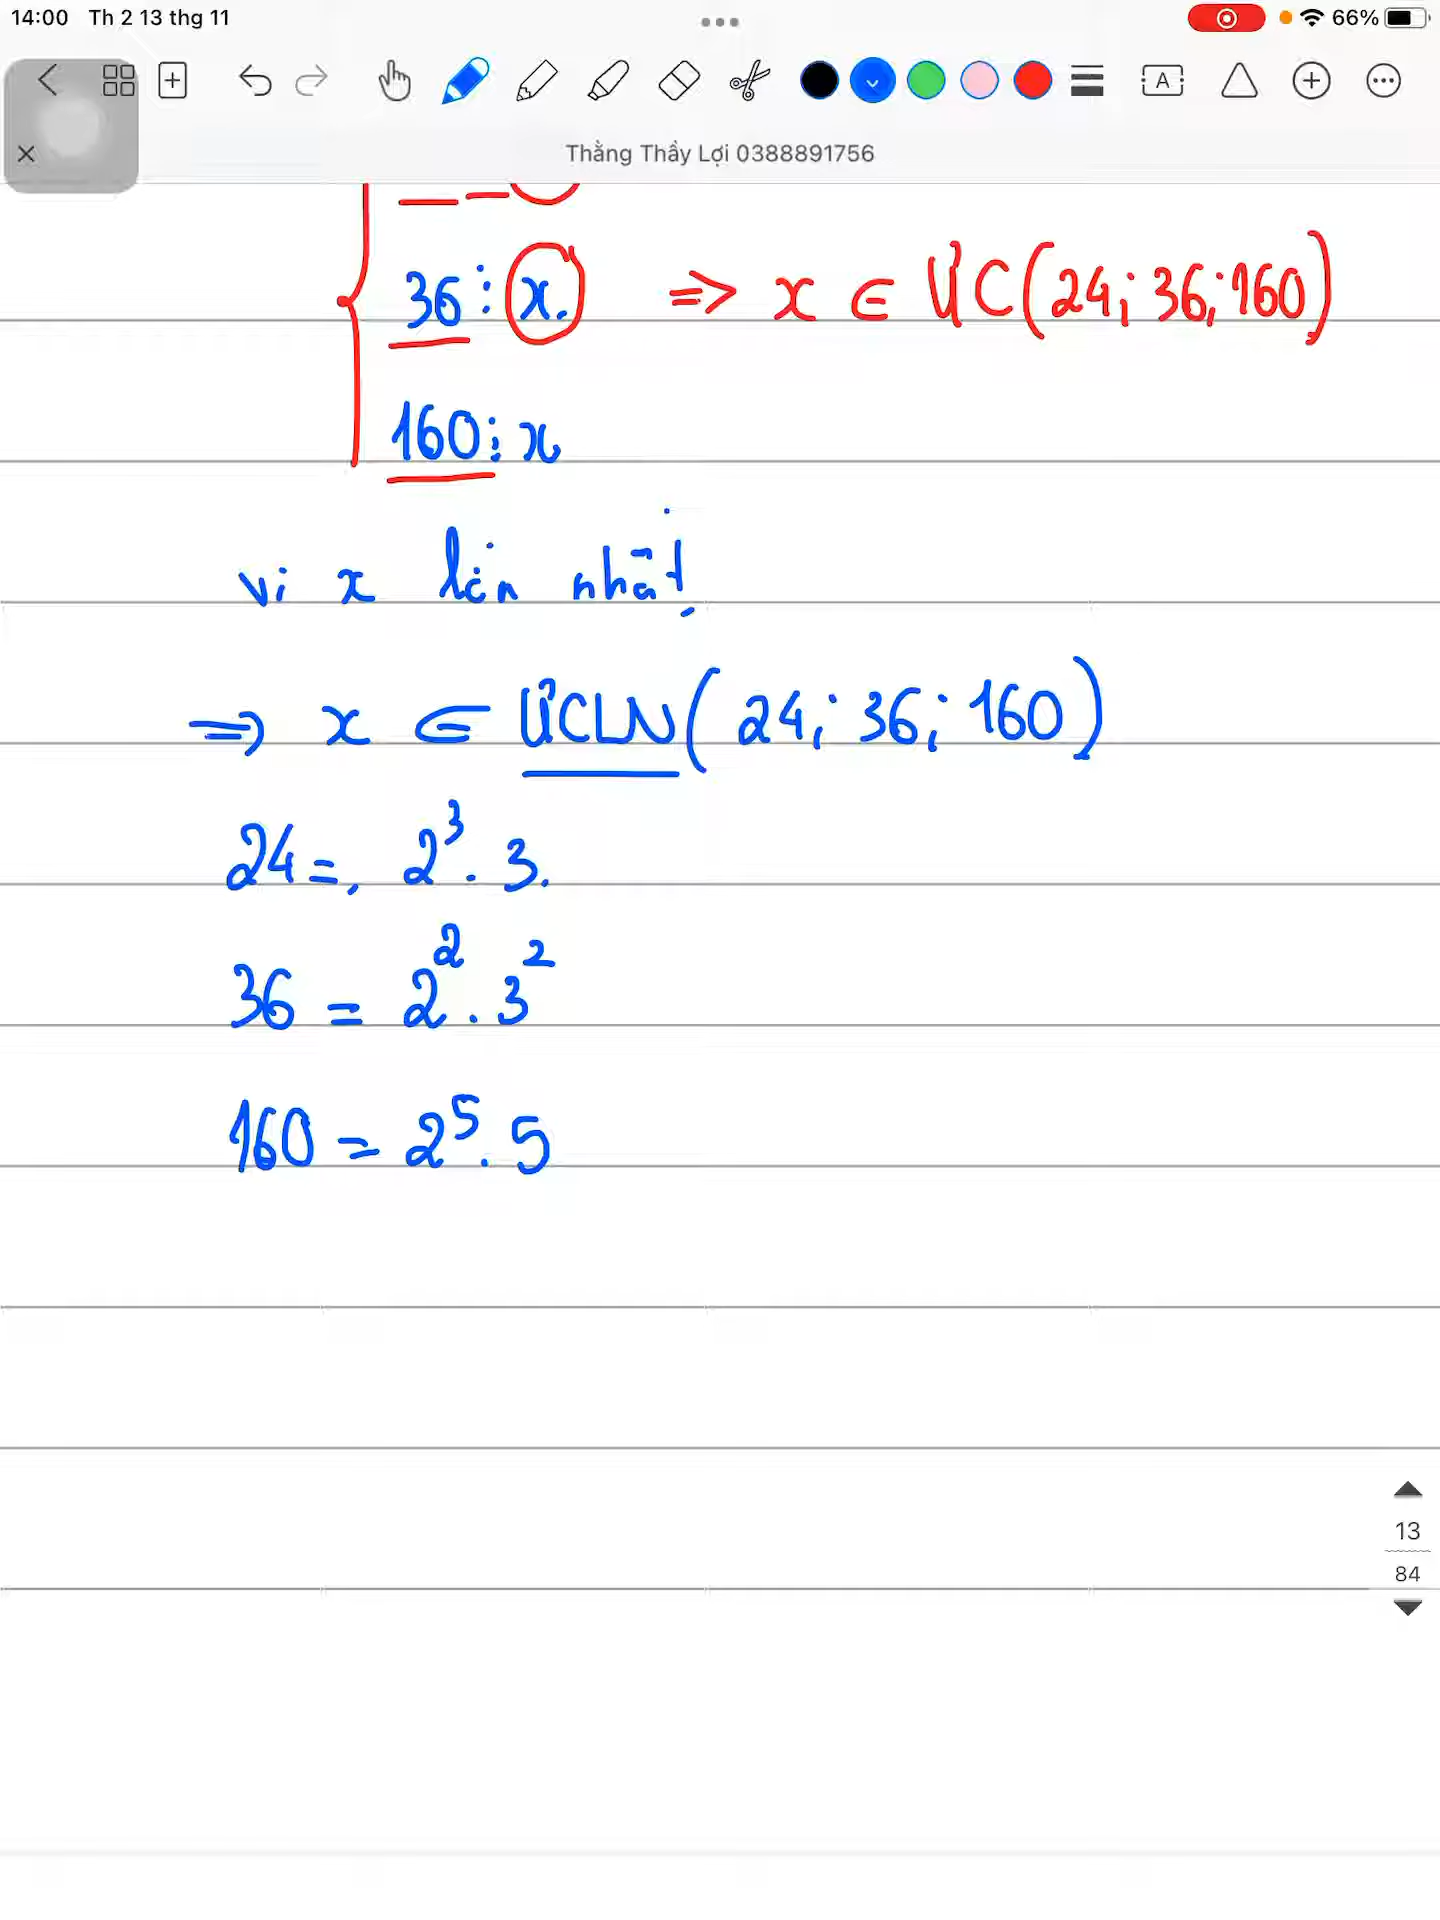 14:00 Th 2 13 thg 11 66%
A
Thằng Thầy Lợi 0388891756
36 ⋮ x. => x ∈ ƯC(24; 36; 160)
160 ⋮ x
vì x lớn nhất
=> x ∈ ƯCLN(24; 36; 160)
24 = 2³ . 3.
36 = 2² . 3²
160 = 2⁵ . 5
13
84